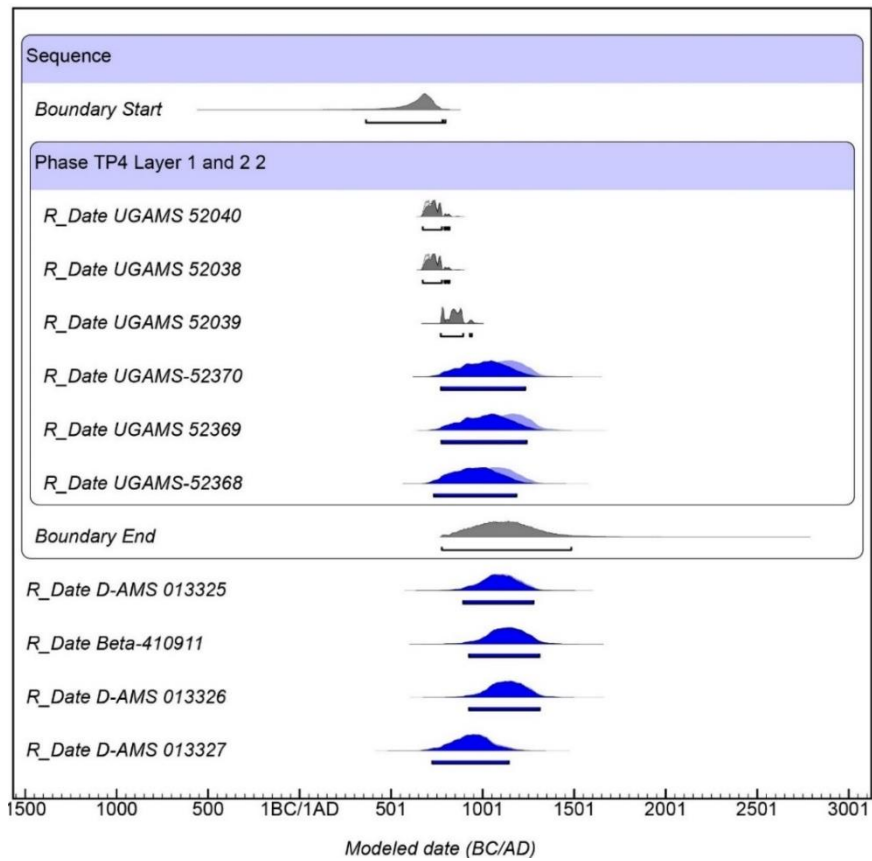 Sequence
Boundary Start
Phase TP4 Layer 1 and 2 2
R_Date UGAMS 52040
R_Date UGAMS 52038
R_Date UGAMS 52039
R_Date UGAMS-52370
R_Date UGAMS 52369
R_Date UGAMS-52368
Boundary End
R_Date D-AMS 013325
R_Date Beta-410911
R_Date D-AMS 013326
R_Date D-AMS 013327
1500 1000 500 1BC/1AD 501 1001 1501 2001 2501 3001
Modeled date (BC/AD)